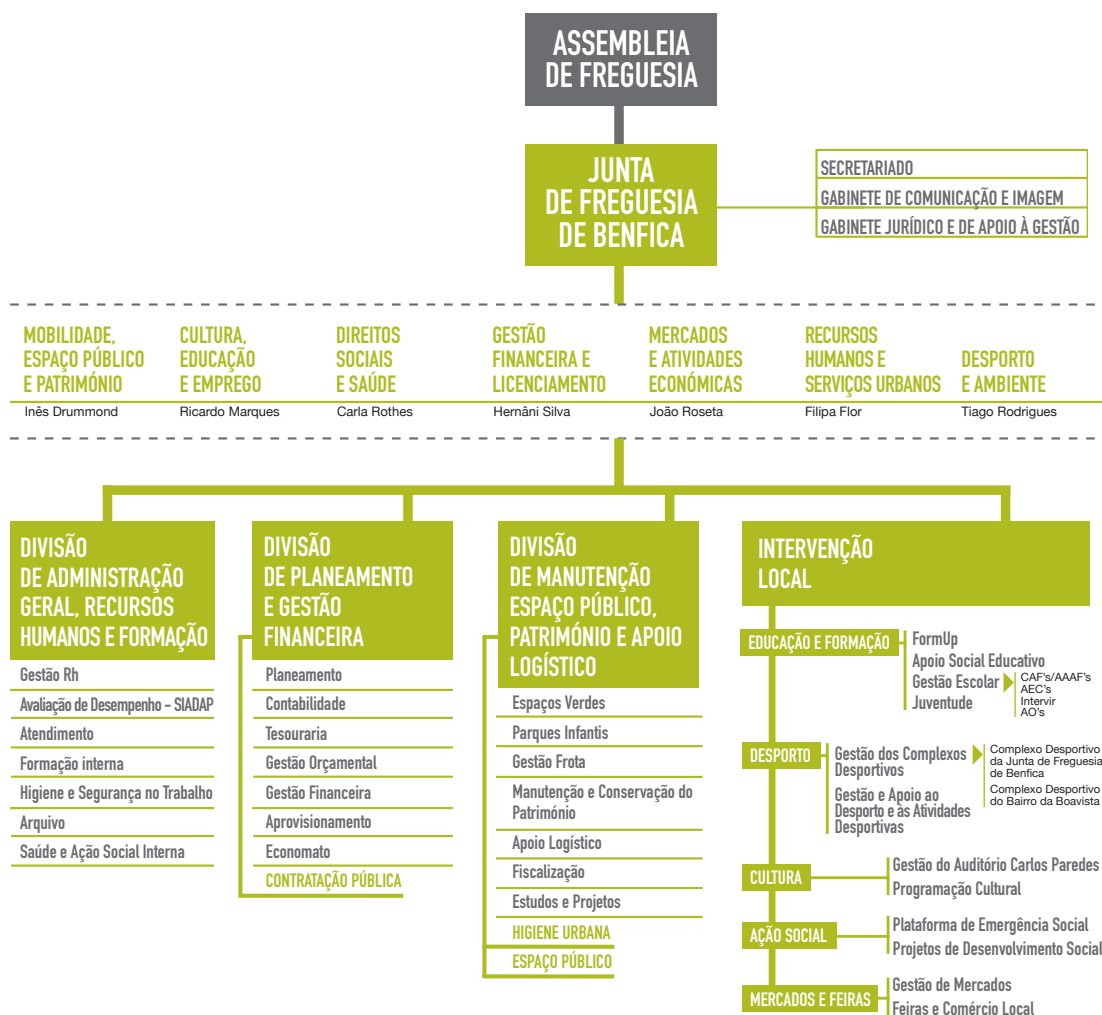 ASSEMBLEIA
DE FREGUESIA
JUNTA
DE FREGUESIA
DE BENFICA
SECRETARIADO
GABINETE DE COMUNICAÇÃO E IMAGEM
GABINETE JURÍDICO E DE APOIO À GESTÃO
MOBILIDADE,
ESPAÇO PÚBLICO
E PATRIMÓNIO
Inês Drummond
CULTURA,
EDUCAÇÃO
E EMPREGO
Ricardo Marques
DIREITOS
SOCIAIS
E SAÚDE
Carla Rothes
GESTÃO
FINANCEIRA E
LICENCIAMENTO
Hernâni Silva
MERCADOS
E ATIVIDADES
ECONÓMICAS
João Roseta
RECURSOS
HUMANOS E
SERVIÇOS URBANOS
Filipa Flor
DESPORTO
E AMBIENTE
Tiago Rodrigues
DIVISÃO
DE ADMINISTRAÇÃO
GERAL, RECURSOS
HUMANOS E FORMAÇÃO
Gestão Rh
Avaliação de Desempenho - SIADAP
Atendimento
Formação interna
Higiene e Segurança no Trabalho
Arquivo
Saúde e Ação Social Interna
DIVISÃO
DE PLANEAMENTO
E GESTÃO
FINANCEIRA
Planeamento
Contabilidade
Tesouraria
Gestão Orçamental
Gestão Financeira
Aprovisionamento
Economato
CONTRATAÇÃO PÚBLICA
DIVISÃO
DE MANUTENÇÃO
ESPAÇO PÚBLICO,
PATRIMÓNIO E APOIO
LOGÍSTICO
Espaços Verdes
Parques Infantis
Gestão Frota
Manutenção e Conservação do
Património
Apoio Logístico
Fiscalização
Estudos e Projetos
HIGIENE URBANA
ESPAÇO PÚBLICO
INTERVENÇÃO
LOCAL
EDUCAÇÃO E FORMAÇÃO
FormUp
Apoio Social Educativo
Gestão Escolar
Juventude
CAF's/AAAF's
AEC's
Intervir
AO's
DESPORTO
Gestão dos Complexos
Desportivos
Gestão e Apoio ao
Desporto e às Atividades
Desportivas
Complexo Desportivo
da Junta de Freguesia
de Benfica
Complexo Desportivo
do Bairro da Boavista
CULTURA
Gestão do Auditório Carlos Paredes
Programação Cultural
AÇÃO SOCIAL
Plataforma de Emergência Social
Projetos de Desenvolvimento Social
MERCADOS E FEIRAS
Gestão de Mercados
Feiras e Comércio Local